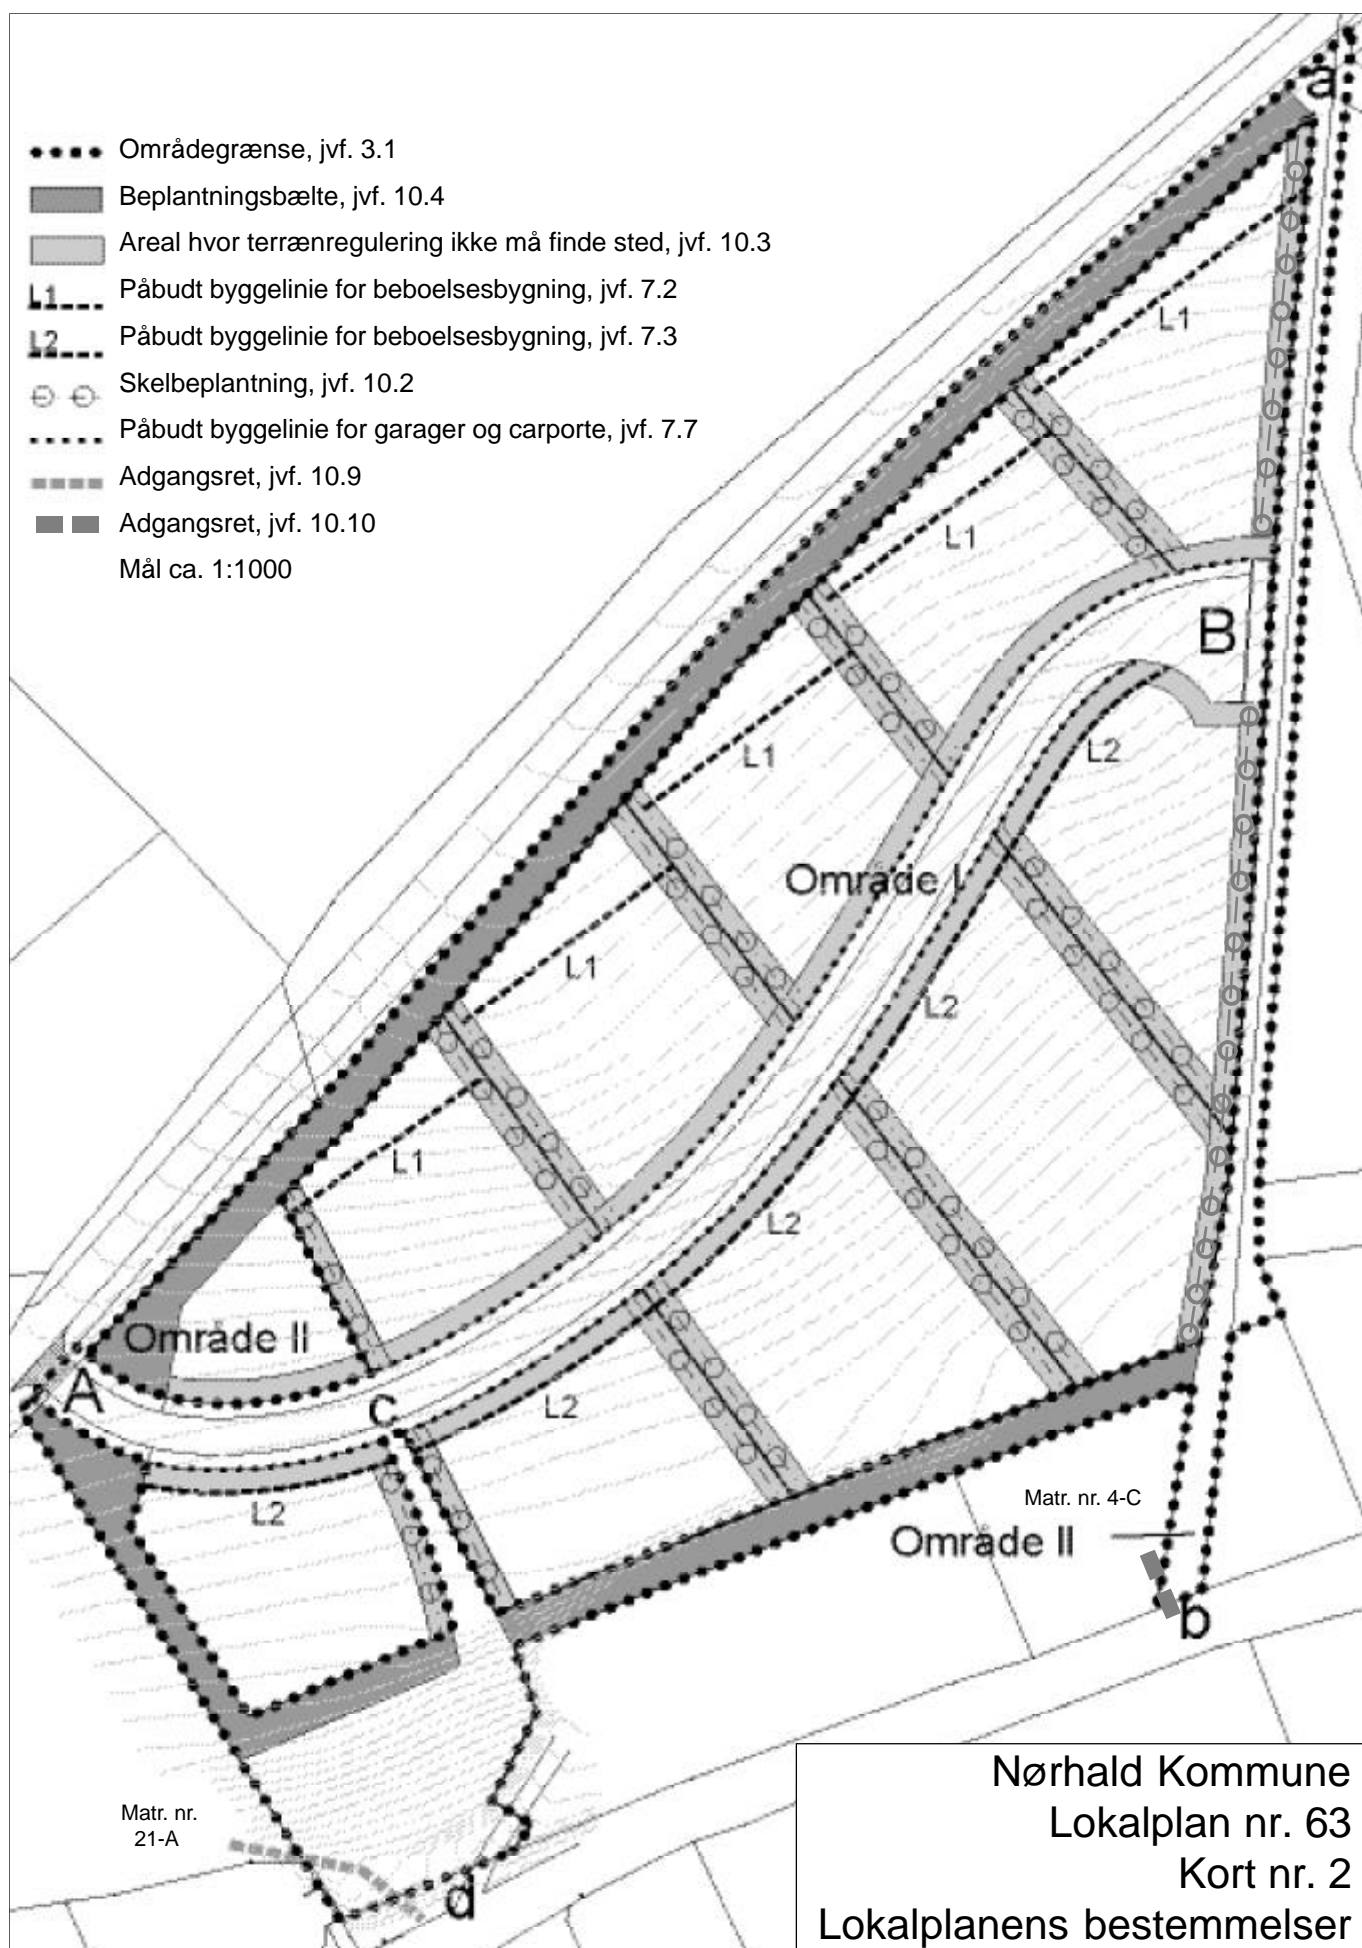 a
Områdegrænse, jvf. 3.1
Beplantningsbælte, jvf. 10.4
Areal hvor terrænregulering ikke må finde sted, jvf. 10.3
L1 Påbudt byggelinie for beboelsesbygning, jvf. 7.2
L2 Påbudt byggelinie for beboelsesbygning, jvf. 7.3
Skelbeplantning, jvf. 10.2
Påbudt byggelinie for garager og carporte, jvf. 7.7
Adgangsret, jvf. 10.9
Adgangsret, jvf. 10.10
Mål ca. 1:1000
L1
L1
B
L1
L2
Område I
L1
L2
L1
L2
Område II
A
c
L2
L2
Matr. nr. 4-C
Område II
b
Matr. nr.
21-A
d
Nørhald Kommune
Lokalplan nr. 63
Kort nr. 2
Lokalplanens bestemmelser